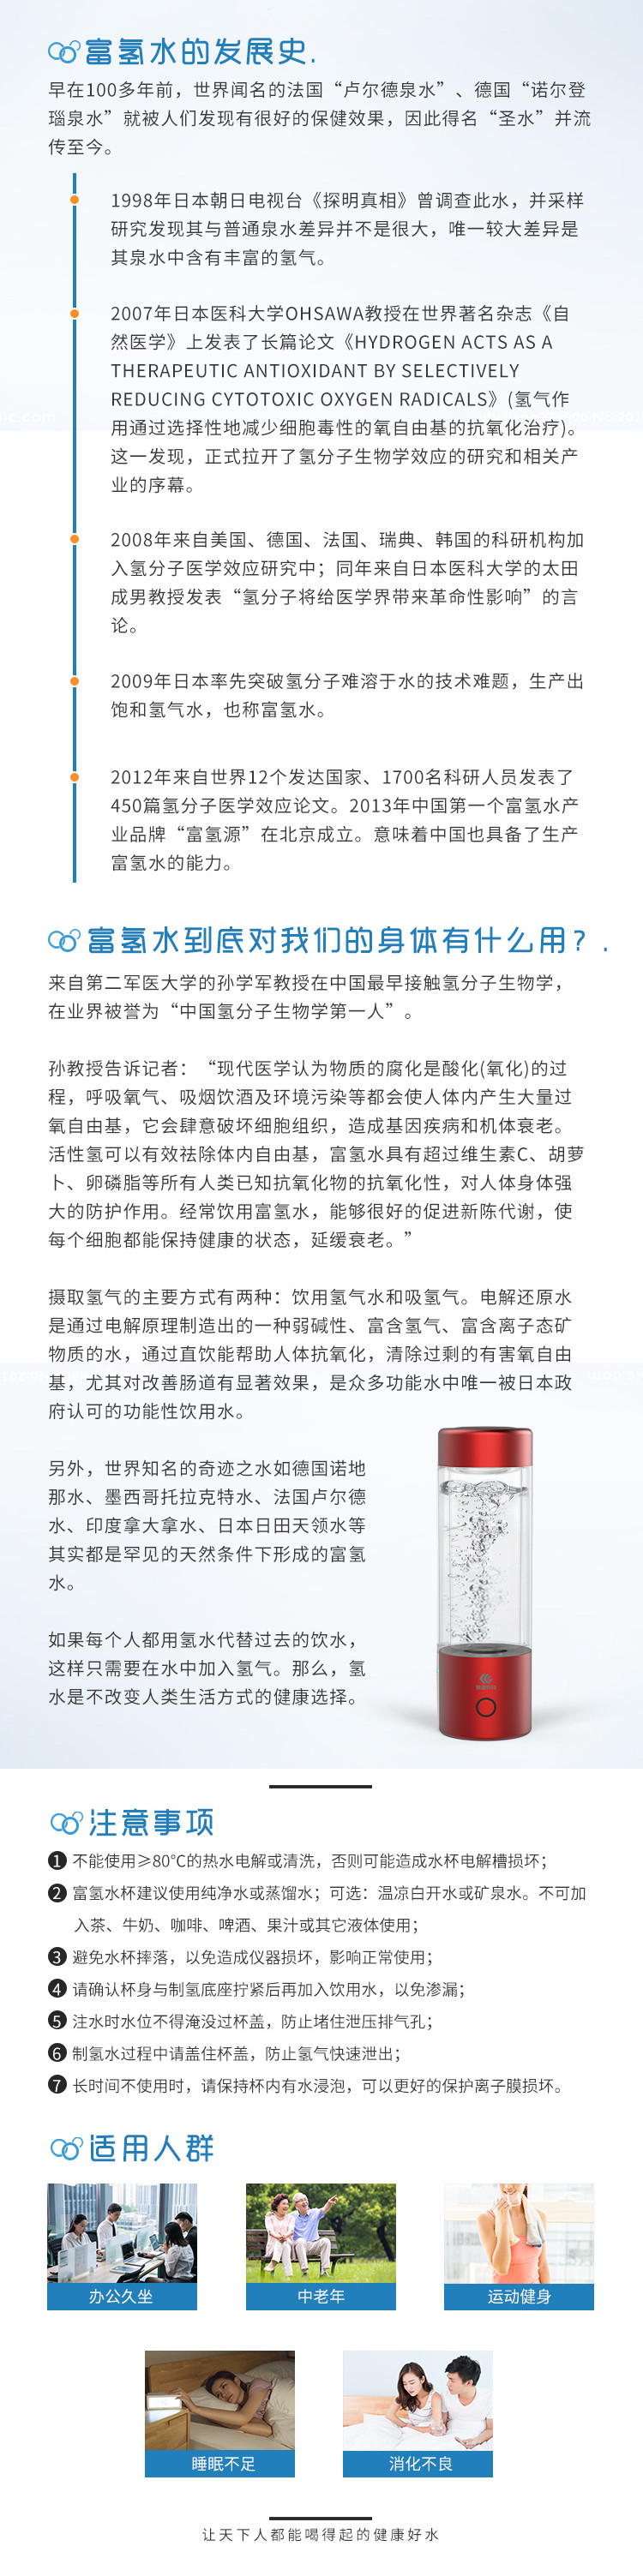 富氢水的发展史.
早在100多年前，世界闻名的法国“卢尔德泉水”、德国“诺尔登
瑙泉水”就被人们发现有很好的保健效果，因此得名“圣水”并流
传至今。
1998年日本朝日电视台《探明真相》曾调查此水，并采样
研究发现其与普通泉水差异并不是很大，唯一较大差异是
其泉水中含有丰富的氢气。
2007年日本医科大学OHSAWA教授在世界著名杂志《自
然医学》上发表了长篇论文《HYDROGEN ACTS AS A
THERAPEUTIC ANTIOXIDANT BY SELECTIVELY
REDUCING CYTOTOXIC OXYGEN RADICALS》(氢气作
用通过选择性地减少细胞毒性的氧自由基的抗氧化治疗)。
这一发现，正式拉开了氢分子生物学效应的研究和相关产
业的序幕。
2008年来自美国、德国、法国、瑞典、韩国的科研机构加
入氢分子医学效应研究中；同年来自日本医科大学的太田
成男教授发表“氢分子将给医学界带来革命性影响”的言
论。
2009年日本率先突破氢分子难溶于水的技术难题，生产出
饱和氢气水，也称富氢水。
2012年来自世界12个发达国家、1700名科研人员发表了
450篇氢分子医学效应论文。2013年中国第一个富氢水产
业品牌“富氢源”在北京成立。意味着中国也具备了生产
富氢水的能力。
富氢水到底对我们的身体有什么用？.
来自第二军医大学的孙学军教授在中国最早接触氢分子生物学，
在业界被誉为“中国氢分子生物学第一人”。
孙教授告诉记者：“现代医学认为物质的腐化是酸化(氧化)的过
程，呼吸氧气、吸烟饮酒及环境污染等都会使人体内产生大量过
氧自由基，它会肆意破坏细胞组织，造成基因疾病和机体衰老。
活性氢可以有效祛除体内自由基，富氢水具有超过维生素C、胡萝
卜、卵磷脂等所有人类已知抗氧化物的抗氧化性，对人体身体强
大的防护作用。经常饮用富氢水，能够很好的促进新陈代谢，使
每个细胞都能保持健康的状态，延缓衰老。”
摄取氢气的主要方式有两种：饮用氢气水和吸氢气。电解还原水
是通过电解原理制造出的一种弱碱性、富含氢气、富含离子态矿
物质的水，通过直饮能帮助人体抗氧化，清除过剩的有害氧自由
基，尤其对改善肠道有显著效果，是众多功能水中唯一被日本政
府认可的功能性饮用水。
另外，世界知名的奇迹之水如德国诺地
那水、墨西哥托拉克特水、法国卢尔德
水、印度拿大拿水、日本日田天领水等
其实都是罕见的天然条件下形成的富氢
水。
如果每个人都用氢水代替过去的饮水，
这样只需要在水中加入氢气。那么，氢
水是不改变人类生活方式的健康选择。
注意事项
1 不能使用≥80℃的热水电解或清洗，否则可能造成水杯电解槽损坏；
2 富氢水杯建议使用纯净水或蒸馏水；可选：温凉白开水或矿泉水。不可加
入茶、牛奶、咖啡、啤酒、果汁或其它液体使用；
3 避免水杯摔落，以免造成仪器损坏，影响正常使用；
4 请确认杯身与制氢底座拧紧后再加入饮用水，以免渗漏；
5 注水时水位不得淹没过杯盖，防止堵住泄压排气孔；
6 制氢水过程中请盖住杯盖，防止氢气快速泄出；
7 长时间不使用时，请保持杯内有水浸泡，可以更好的保护离子膜损坏。
适用人群
办公久坐
中老年
运动健身
睡眠不足
消化不良
让天下人都能喝得起的健康好水